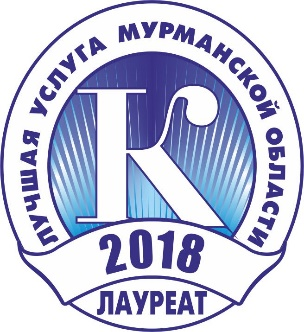 ЛУЧШАЯ УСЛУГА МУРМАНСКОЙ ОБЛАСТИ
К
2018
ЛАУРЕАТ